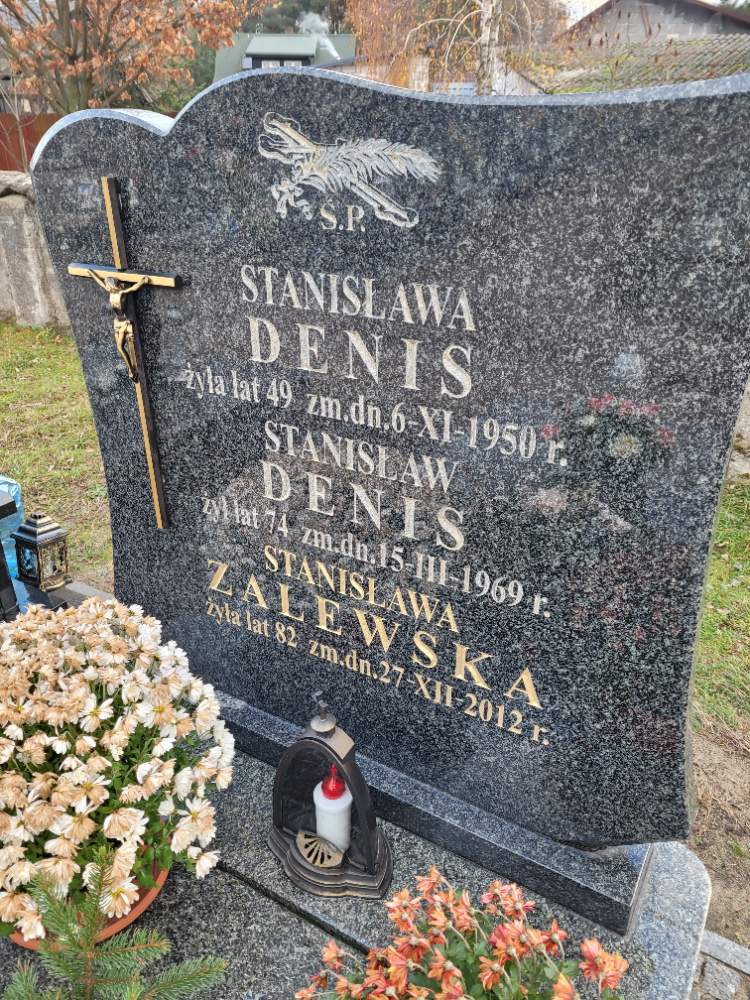 Ś.P.
STANISŁAWA
DENIS
żyła lat 49 zm.dn.6-XI-1950 r.
STANISŁAW
DENIS
żył lat 74 zm.dn.15-III-1969 r.
STANISŁAWA
ZALEWSKA
żyła lat 82 zm.dn.27-XII-2012 r.